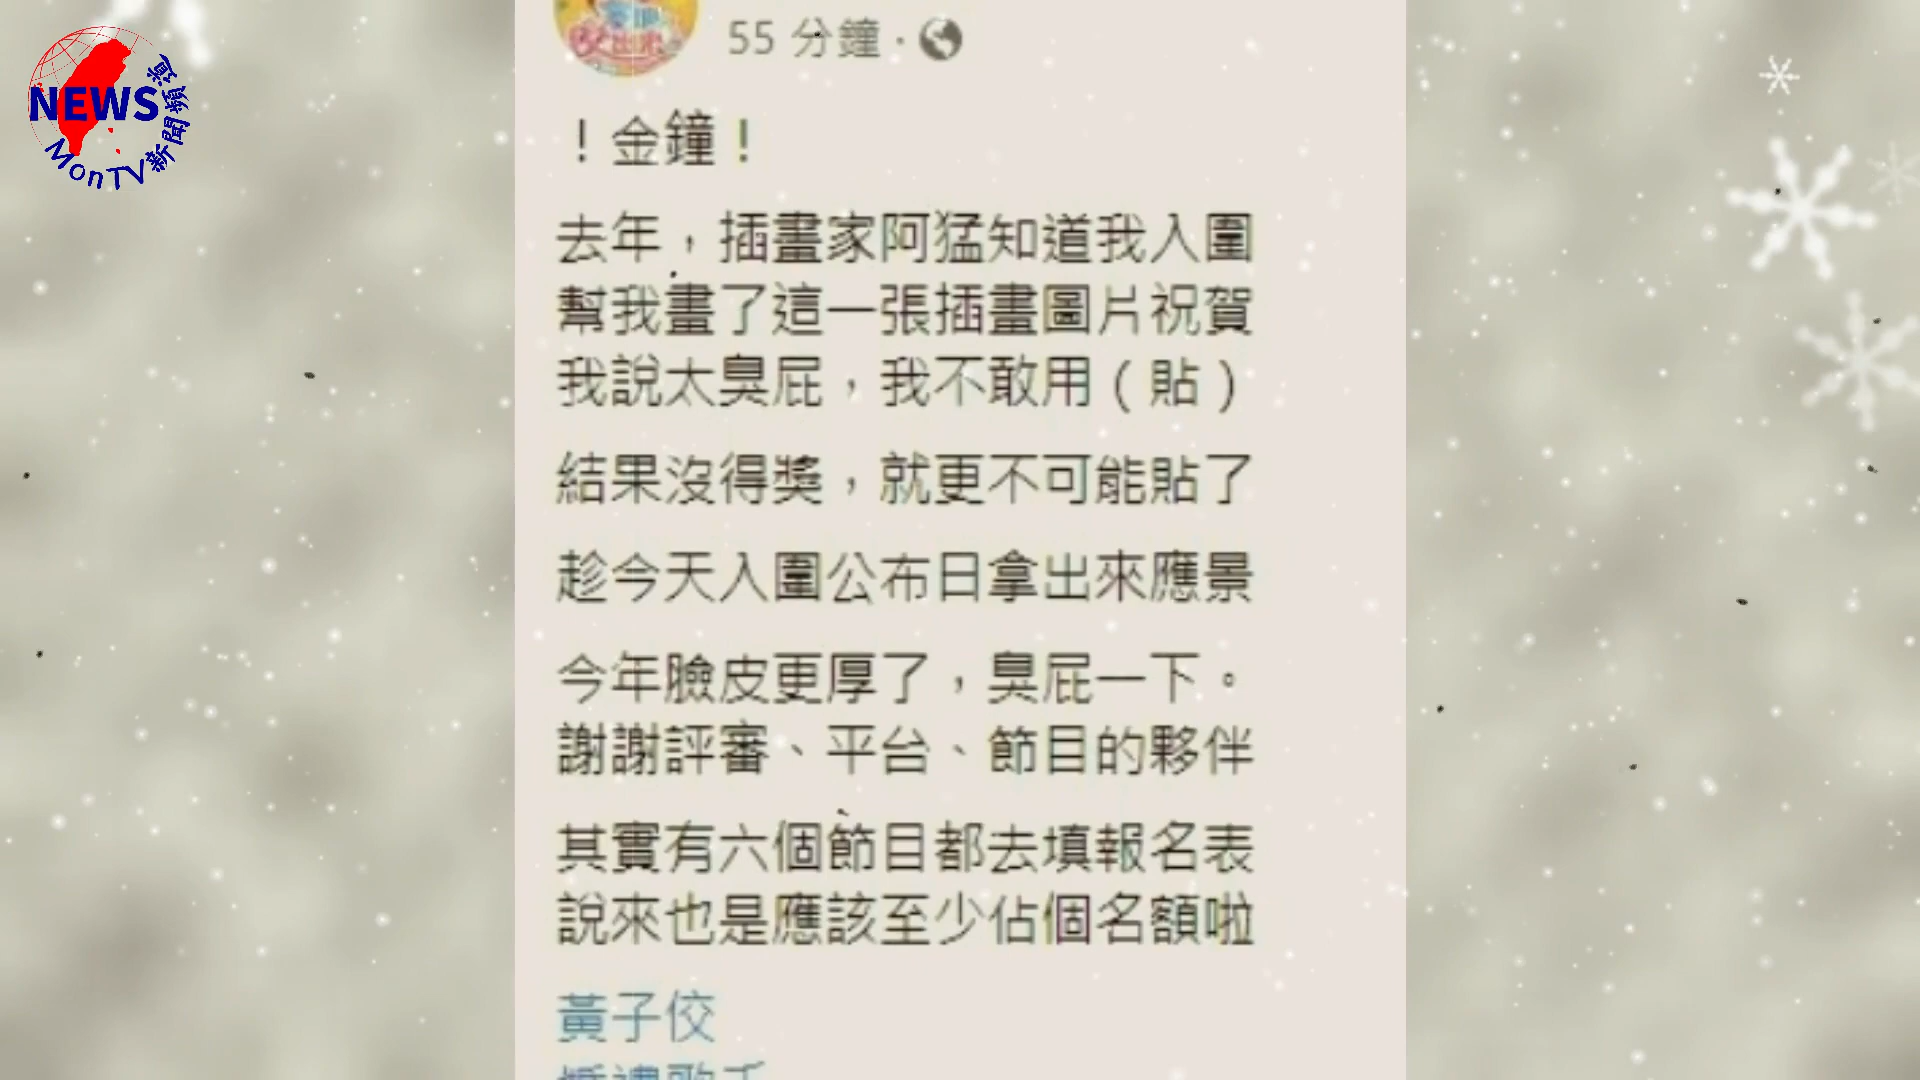 NEWS
MonTV新聞頻道
55 分鐘 ·
！金鐘！
去年，插畫家阿猛知道我入圍
幫我畫了這一張插畫圖片祝賀
我說太臭屁，我不敢用（貼）
結果沒得獎，就更不可能貼了
趁今天入圍公布日拿出來應景
今年臉皮更厚了，臭屁一下。
謝謝評審、平台、節目的夥伴
其實有六個節目都去填報名表
說來也是應該至少佔個名額啦
黃子佼